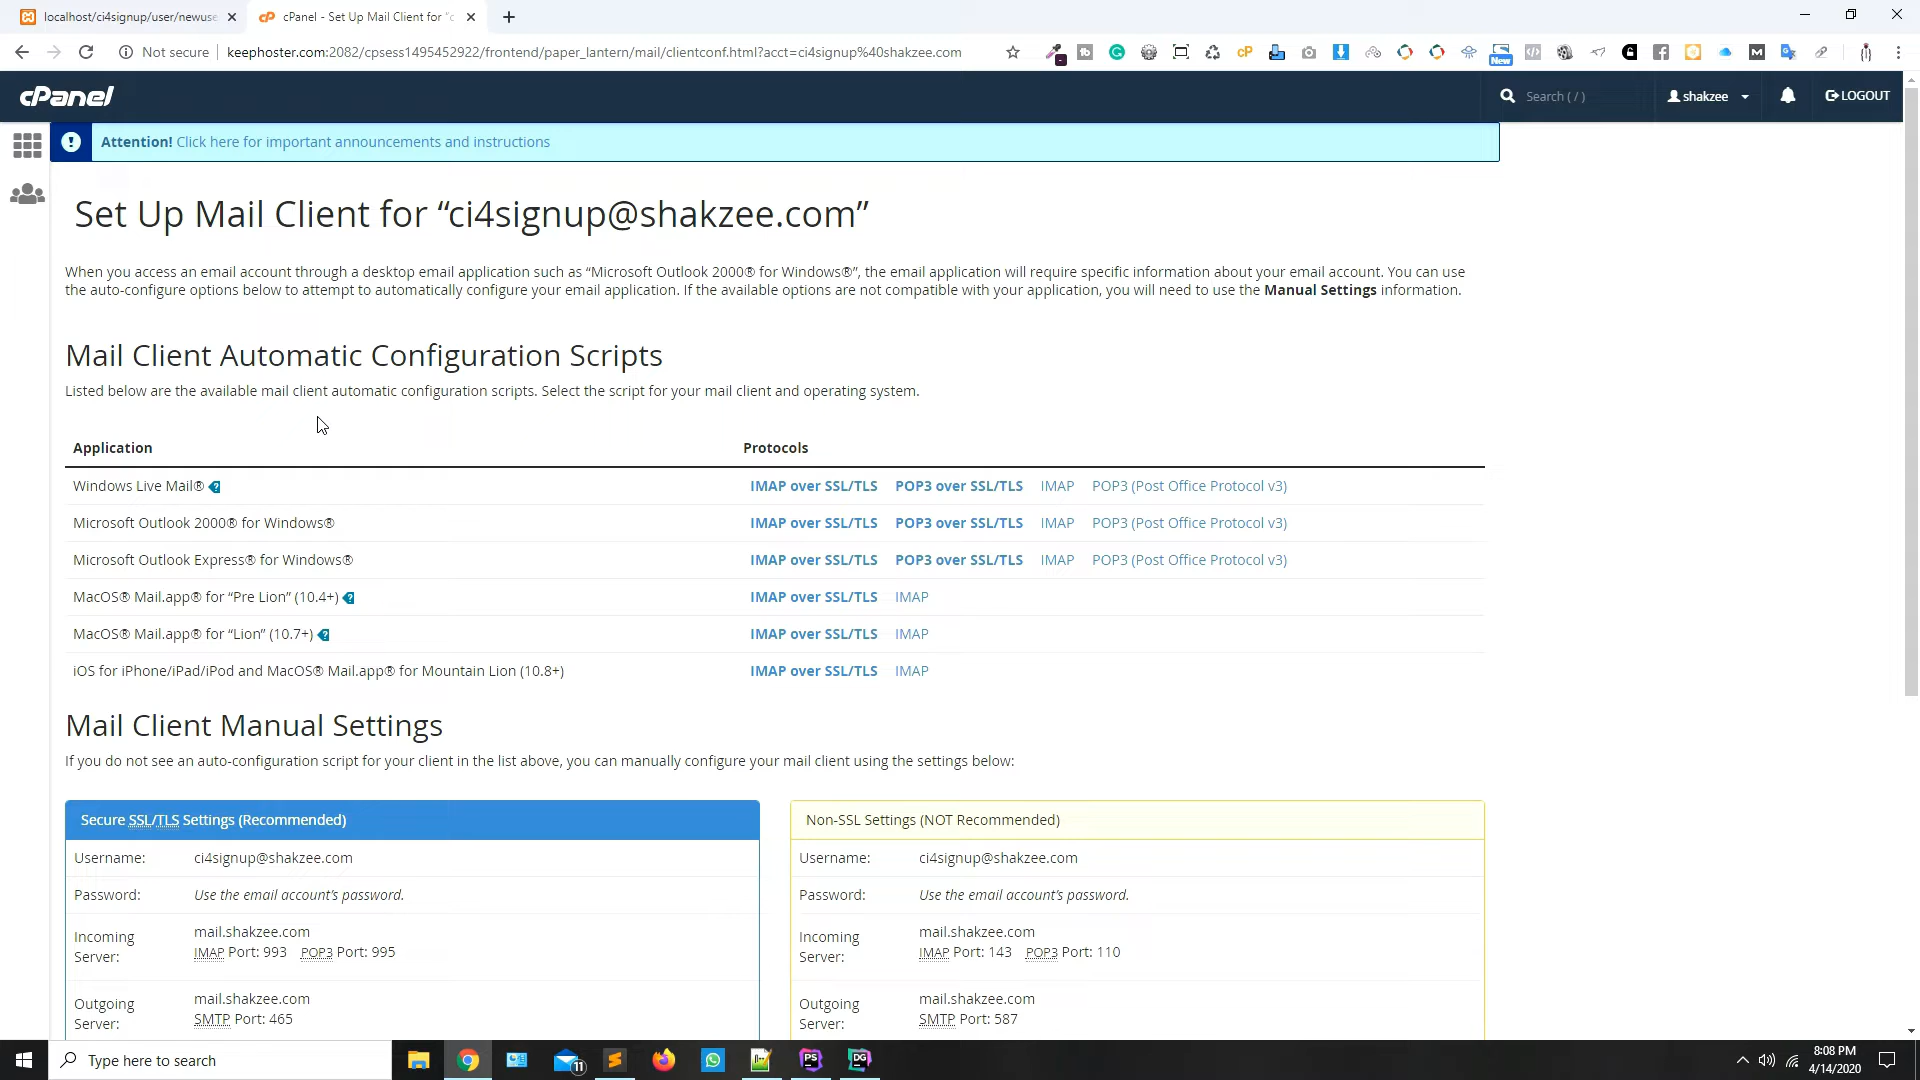 localhost/ci4signup/user/newuse
cPanel - Set Up Mail Client for “c
Not secure
keephoster.com:2082/cpsess1495452922/frontend/paper_lantern/mail/clientconf.html?acct=ci4signup%40shakzee.com
New
cPanel
Search ( / )
shakzee
LOGOUT
Attention! Click here for important announcements and instructions
Set Up Mail Client for “ci4signup@shakzee.com”
When you access an email account through a desktop email application such as “Microsoft Outlook 2000® for Windows®”, the email application will require specific information about your email account. You can use
the auto-configure options below to attempt to automatically configure your email application. If the available options are not compatible with your application, you will need to use the Manual Settings information.
Mail Client Automatic Configuration Scripts
Listed below are the available mail client automatic configuration scripts. Select the script for your mail client and operating system.
Application Protocols
Windows Live Mail® IMAP over SSL/TLS POP3 over SSL/TLS IMAP POP3 (Post Office Protocol v3)
Microsoft Outlook 2000® for Windows® IMAP over SSL/TLS POP3 over SSL/TLS IMAP POP3 (Post Office Protocol v3)
Microsoft Outlook Express® for Windows® IMAP over SSL/TLS POP3 over SSL/TLS IMAP POP3 (Post Office Protocol v3)
MacOS® Mail.app® for “Pre Lion” (10.4+) IMAP over SSL/TLS IMAP
MacOS® Mail.app® for “Lion” (10.7+) IMAP over SSL/TLS IMAP
iOS for iPhone/iPad/iPod and MacOS® Mail.app® for Mountain Lion (10.8+) IMAP over SSL/TLS IMAP
Mail Client Manual Settings
If you do not see an auto-configuration script for your client in the list above, you can manually configure your mail client using the settings below:
Secure SSL/TLS Settings (Recommended)
Username: ci4signup@shakzee.com
Password: Use the email account’s password.
Incoming Server: mail.shakzee.com
IMAP Port: 993 POP3 Port: 995
Outgoing Server: mail.shakzee.com
SMTP Port: 465
Non-SSL Settings (NOT Recommended)
Username: ci4signup@shakzee.com
Password: Use the email account’s password.
Incoming Server: mail.shakzee.com
IMAP Port: 143 POP3 Port: 110
Outgoing Server: mail.shakzee.com
SMTP Port: 587
Type here to search
11
PS
DG
8:08 PM
4/14/2020